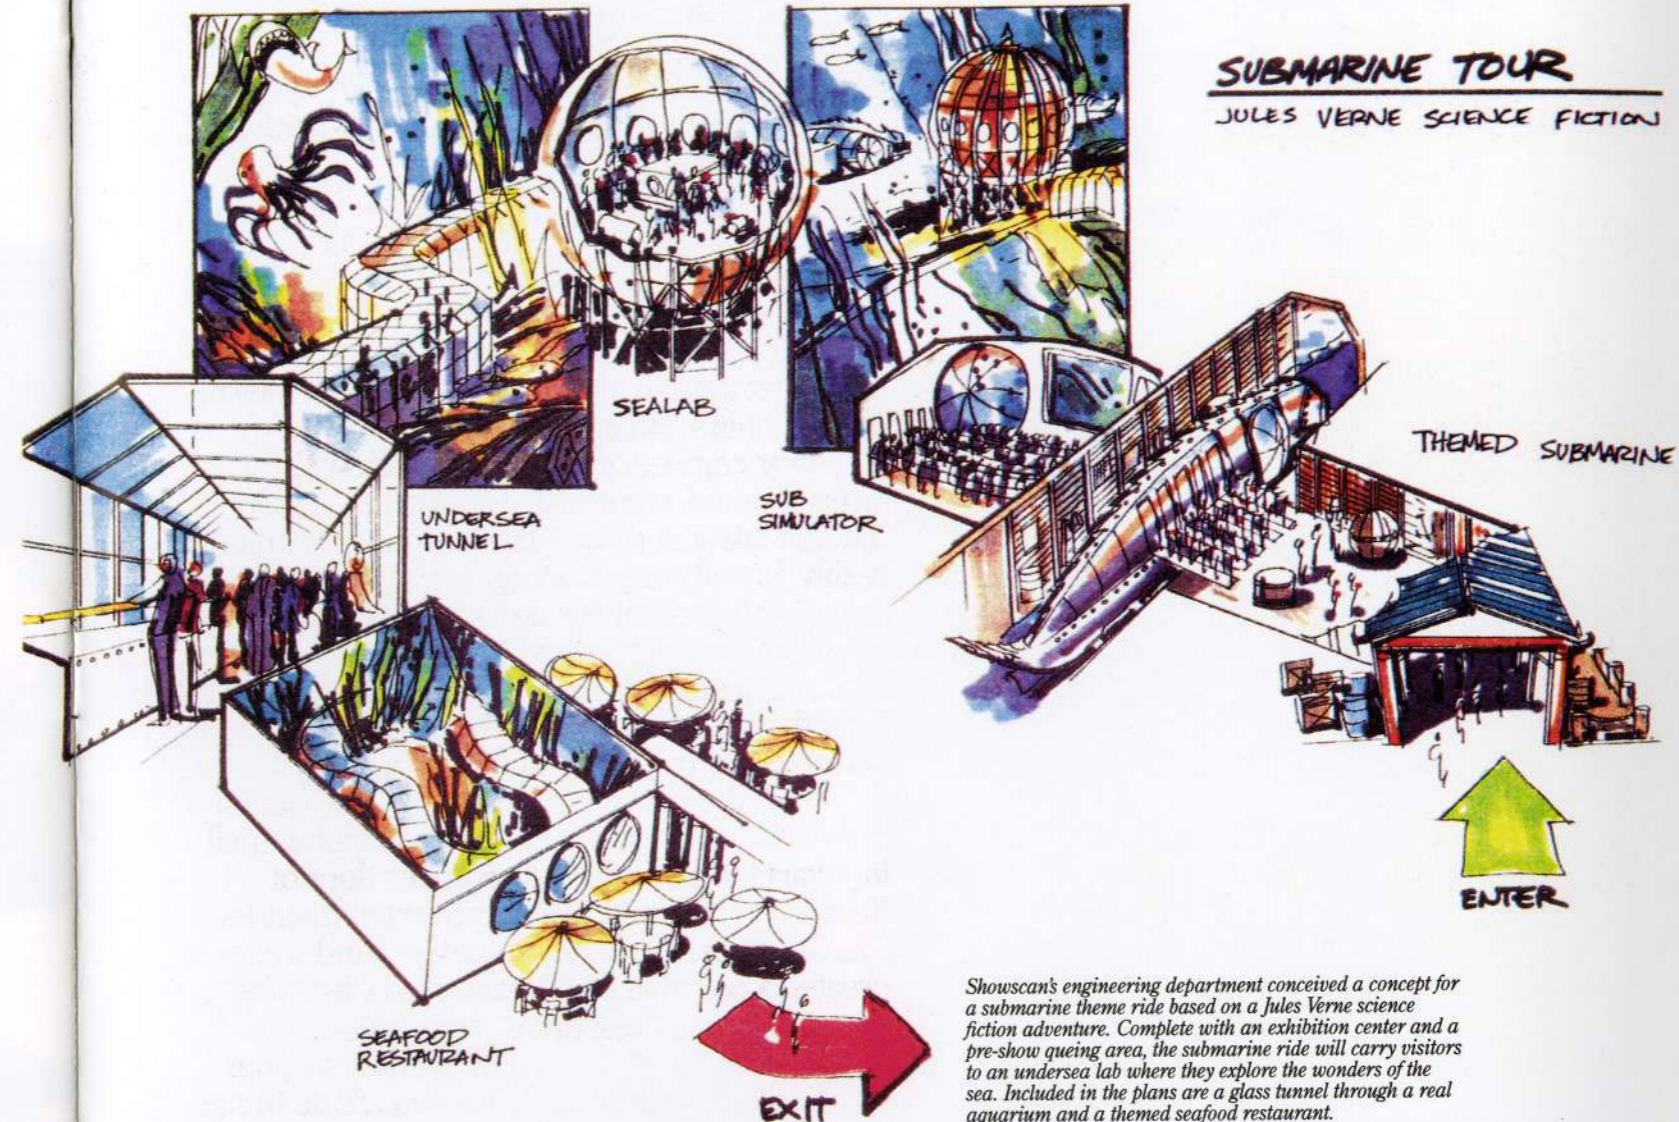 SUBMARINE TOUR
JULES VERNE SCIENCE FICTION
SEALAB
THEMED SUBMARINE
SUB
SIMULATOR
UNDERSEA
TUNNEL
ENTER
SEAFOOD
RESTAURANT
EXIT
Showscan's engineering department conceived a concept for
a submarine theme ride based on a Jules Verne science
fiction adventure. Complete with an exhibition center and a
pre-show queing area, the submarine ride will carry visitors
to an undersea lab where they explore the wonders of the
sea. Included in the plans are a glass tunnel through a real
aquarium and a themed seafood restaurant.